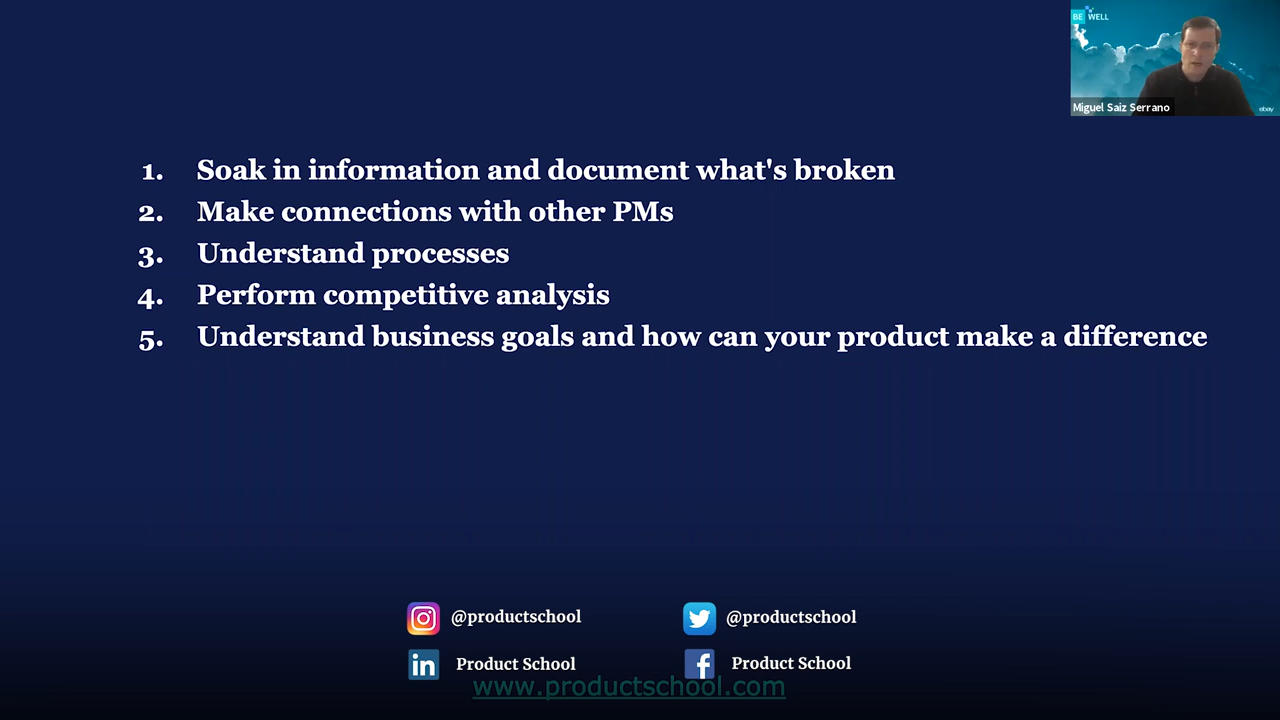 BE WELL
Miguel Saiz Serrano
ebay
1. Soak in information and document what's broken
2. Make connections with other PMs
3. Understand processes
4. Perform competitive analysis
5. Understand business goals and how can your product make a difference
@productschool
@productschool
Product School
Product School
www.productschool.com